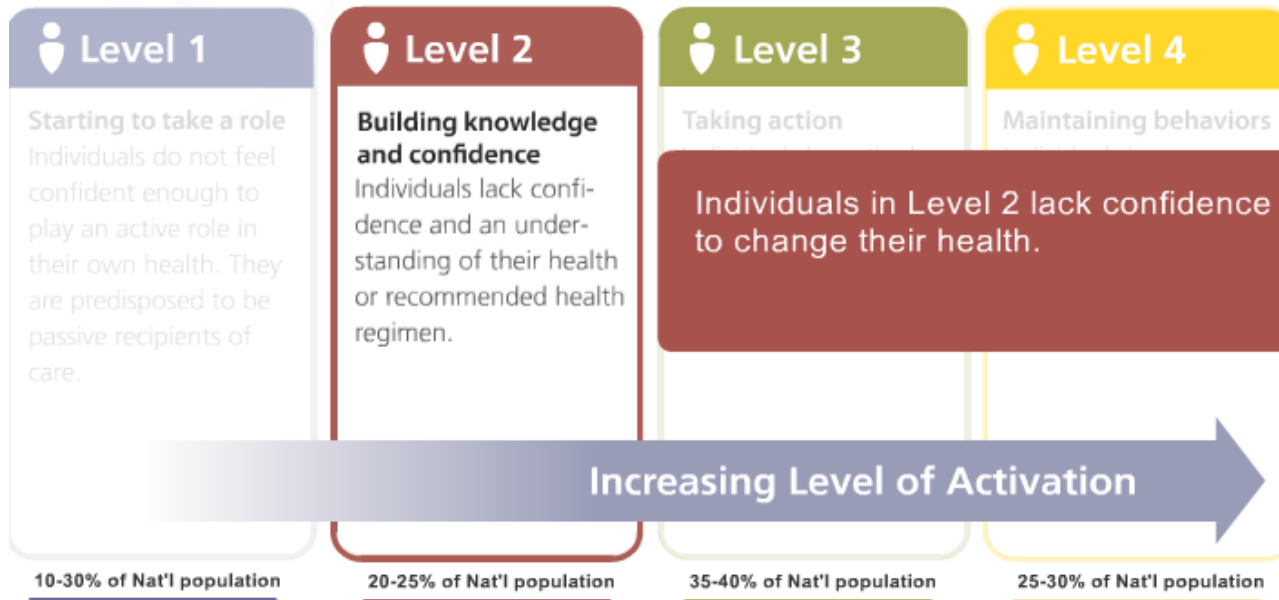 Level 1
Starting to take a role
Individuals do not feel
confident enough to
play an active role in
their own health. They
are predisposed to be
passive recipients of
care.
10-30% of Nat'l population
Level 2
Building knowledge
and confidence
Individuals lack confi-
dence and an under-
standing of their health
or recommended health
regimen.
20-25% of Nat'l population
Level 3
Taking action
35-40% of Nat'l population
Level 4
Maintaining behaviors
25-30% of Nat'l population
Individuals in Level 2 lack confidence
to change their health.
Increasing Level of Activation